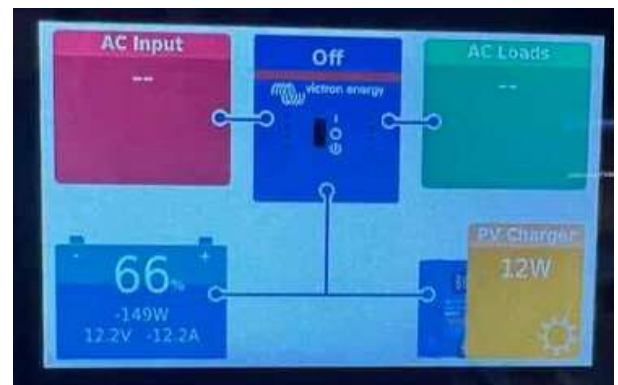 AC Input
--
Off
victron energy
AC Loads
--
66%
-149W
12.2V -12.2A
PV Charger
12W